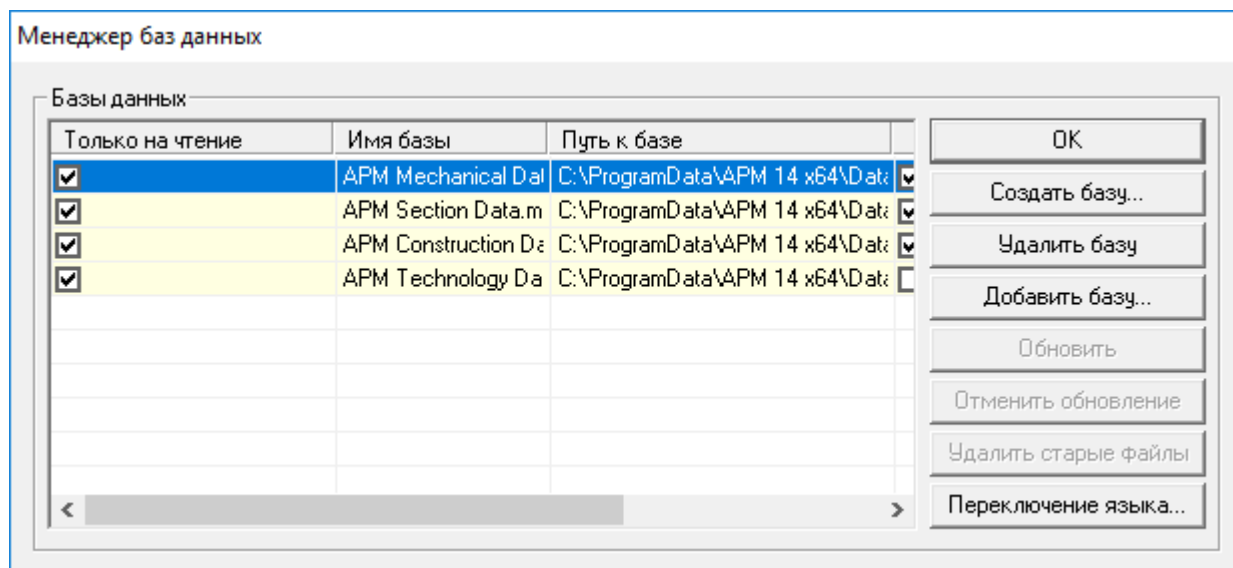 Менеджер баз данных
Базы данных
Только на чтение Имя базы Путь к базе
APM Mechanical Dat C:\ProgramData\APM 14 x64\Data
APM Section Data.m C:\ProgramData\APM 14 x64\Data
APM Construction Da C:\ProgramData\APM 14 x64\Data
APM Technology Da C:\ProgramData\APM 14 x64\Data
OK
Создать базу...
Удалить базу
Добавить базу...
Обновить
Отменить обновление
Удалить старые файлы
Переключение языка...